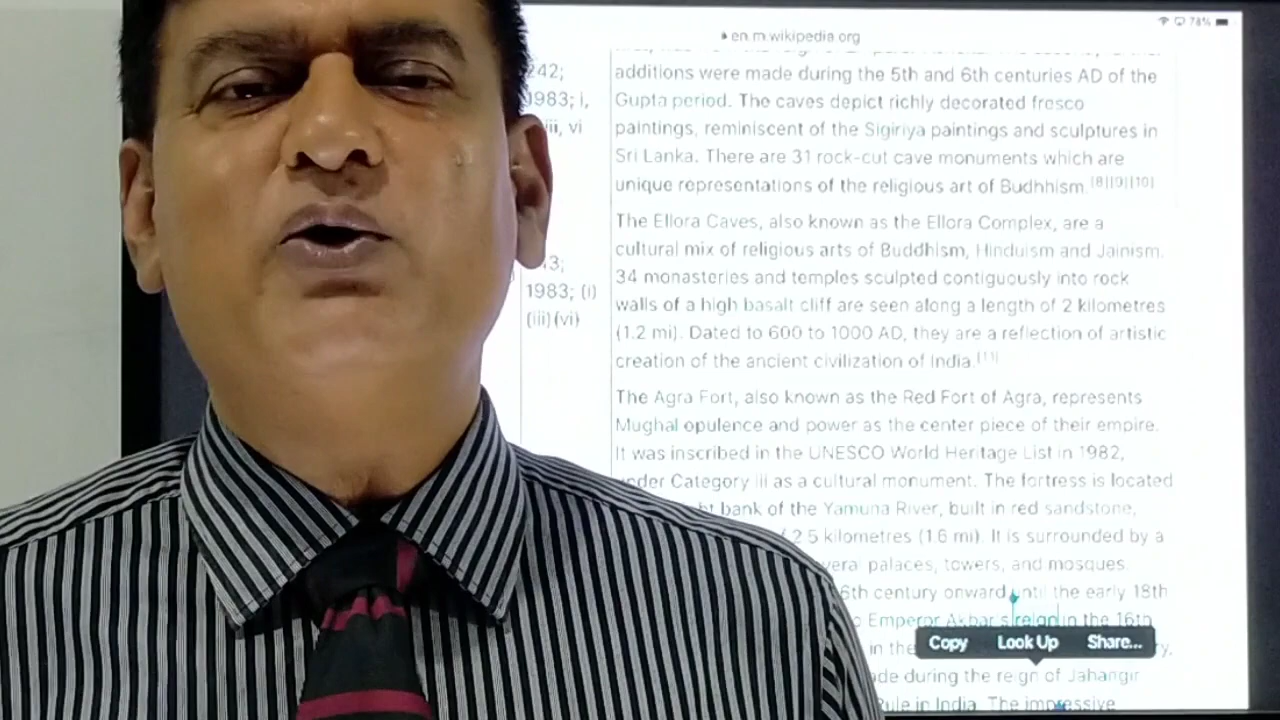 78%
en.m.wikipedia.org
242;
1983; i,
iii, vi
additions were made during the 5th and 6th centuries AD of the
Gupta period. The caves depict richly decorated fresco
paintings, reminiscent of the Sigiriya paintings and sculptures in
Sri Lanka. There are 31 rock-cut cave monuments which are
unique representations of the religious art of Budhhism.[8][9][10]
1983; (i)
(iii)(vi)
The Ellora Caves, also known as the Ellora Complex, are a
cultural mix of religious arts of Buddhism, Hinduism and Jainism.
34 monasteries and temples sculpted contiguously into rock
walls of a high basalt cliff are seen along a length of 2 kilometres
(1.2 mi). Dated to 600 to 1000 AD, they are a reflection of artistic
creation of the ancient civilization of India.[11]
The Agra Fort, also known as the Red Fort of Agra, represents
Mughal opulence and power as the center piece of their empire.
It was inscribed in the UNESCO World Heritage List in 1982,
under Category iii as a cultural monument. The fortress is located
bank of the Yamuna River, built in red sandstone,
2.5 kilometres (1.6 mi). It is surrounded by a
palaces, towers, and mosques.
6th century onward until the early 18th
Emperor Akbar's reign in the 16th
Copy Look Up Share...
in the
during the reign of Jahangir
Rule in India. The impressive